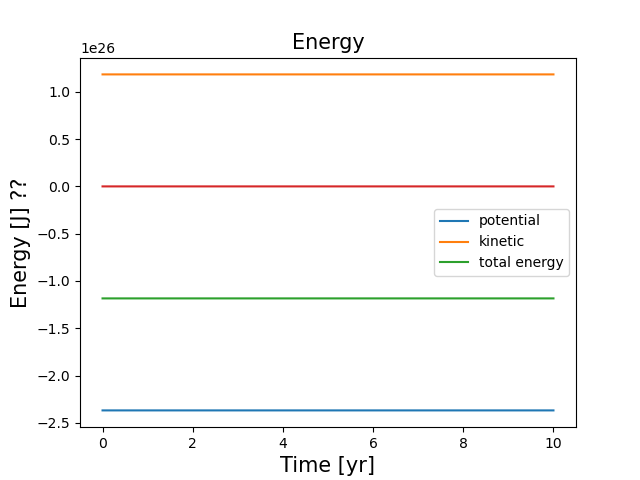 Energy
1e26
1.0
0.5
0.0
−0.5
−1.0
−1.5
−2.0
−2.5
Energy [J] ??
potential
kinetic
total energy
0 2 4 6 8 10
Time [yr]